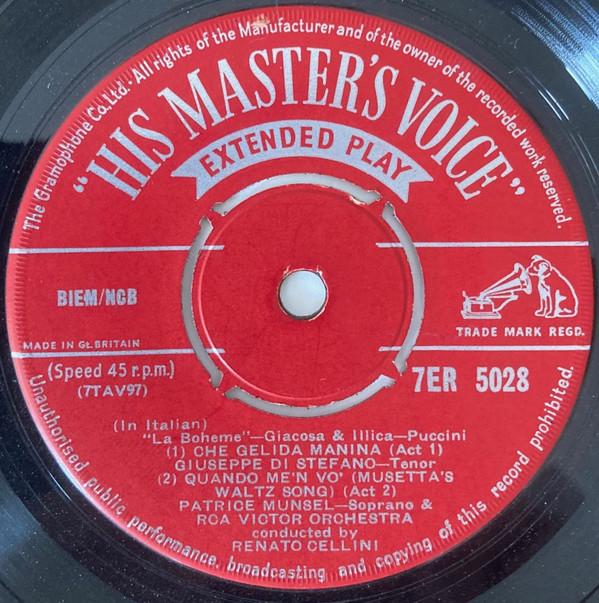 The Gramophone Co. Ltd. All rights of the Manufacturer and of the owner of the recorded work reserved.
"HIS MASTER'S VOICE"
EXTENDED PLAY
BIEM/NCB
TRADE MARK REGD.
MADE IN Gt. BRITAIN
(Speed 45 r.p.m.)
(7TAV97)
7ER 5028
(In Italian)
"La Boheme"—Giacosa & Illica—Puccini
(1) CHE GELIDA MANINA (Act 1)
GIUSEPPE DI STEFANO—Tenor
(2) QUANDO ME'N VO' (MUSETTA'S
WALTZ SONG) (Act 2)
PATRICE MUNSEL—Soprano &
RCA VICTOR ORCHESTRA
conducted by
RENATO CELLINI
Unauthorised public performance, broadcasting and copying of this record prohibited.